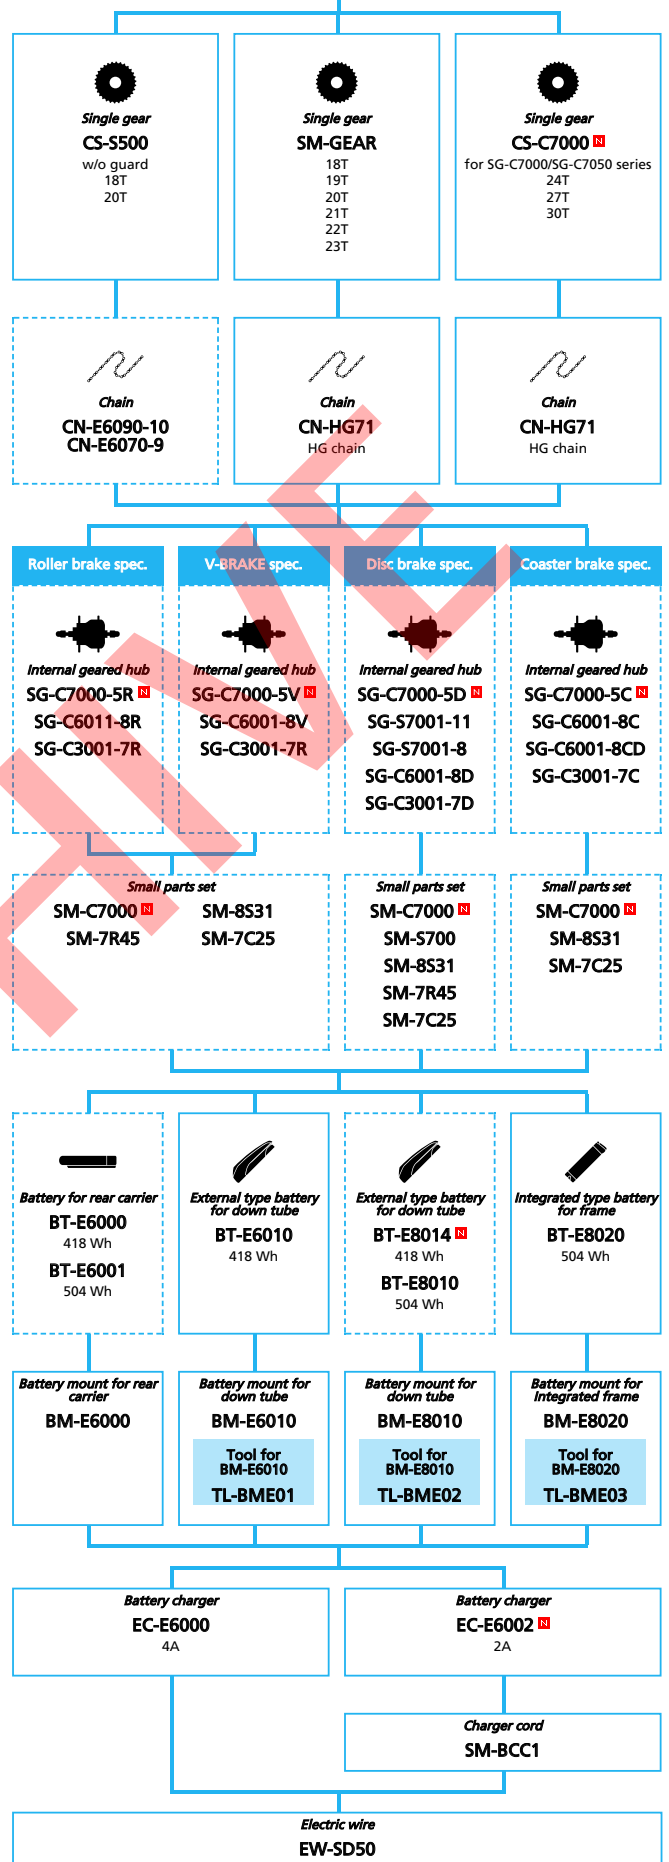 Single gear
CS-S500
w/o guard
18T
20T
Single gear
SM-GEAR
18T
19T
20T
21T
22T
23T
Single gear
CS-C7000 N
for SG-C7000/SG-C7050 series
24T
27T
30T
Chain
CN-E6090-10
CN-E6070-9
Chain
CN-HG71
HG chain
Chain
CN-HG71
HG chain
Roller brake spec.
Internal geared hub
SG-C7000-5R N
SG-C6011-8R
SG-C3001-7R
V-BRAKE spec.
Internal geared hub
SG-C7000-5V N
SG-C6001-8V
SG-C3001-7R
Disc brake spec.
Internal geared hub
SG-C7000-5D N
SG-S7001-11
SG-S7001-8
SG-C6001-8D
SG-C3001-7D
Coaster brake spec.
Internal geared hub
SG-C7000-5C N
SG-C6001-8C
SG-C6001-8CD
SG-C3001-7C
Small parts set
SM-C7000 N SM-8S31
SM-7R45 SM-7C25
Small parts set
SM-C7000 N
SM-S700
SM-8S31
SM-7R45
SM-7C25
Small parts set
SM-C7000 N
SM-8S31
SM-7C25
Battery for rear carrier
BT-E6000
418 Wh
BT-E6001
504 Wh
External type battery
for down tube
BT-E6010
418 Wh
External type battery
for down tube
BT-E8014 N
418 Wh
BT-E8010
504 Wh
Integrated type battery
for frame
BT-E8020
504 Wh
Battery mount for rear
carrier
BM-E6000
Battery mount for
down tube
BM-E6010
Tool for
BM-E6010
TL-BME01
Battery mount for
down tube
BM-E8010
Tool for
BM-E8010
TL-BME02
Battery mount for
Integrated frame
BM-E8020
Tool for
BM-E8020
TL-BME03
Battery charger
EC-E6000
4A
Battery charger
EC-E6002 N
2A
Charger cord
SM-BCC1
Electric wire
EW-SD50
HIVE